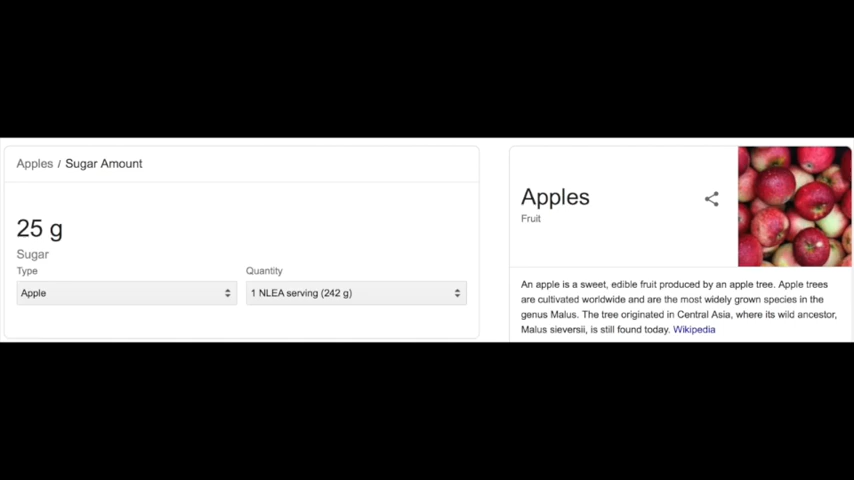 Apples / Sugar Amount
25 g
Sugar
Type
Quantity
Apple
1 NLEA serving (242 g)
Apples
Fruit
An apple is a sweet, edible fruit produced by an apple tree. Apple trees
are cultivated worldwide and are the most widely grown species in the
genus Malus. The tree originated in Central Asia, where its wild ancestor,
Malus sieversii, is still found today. Wikipedia